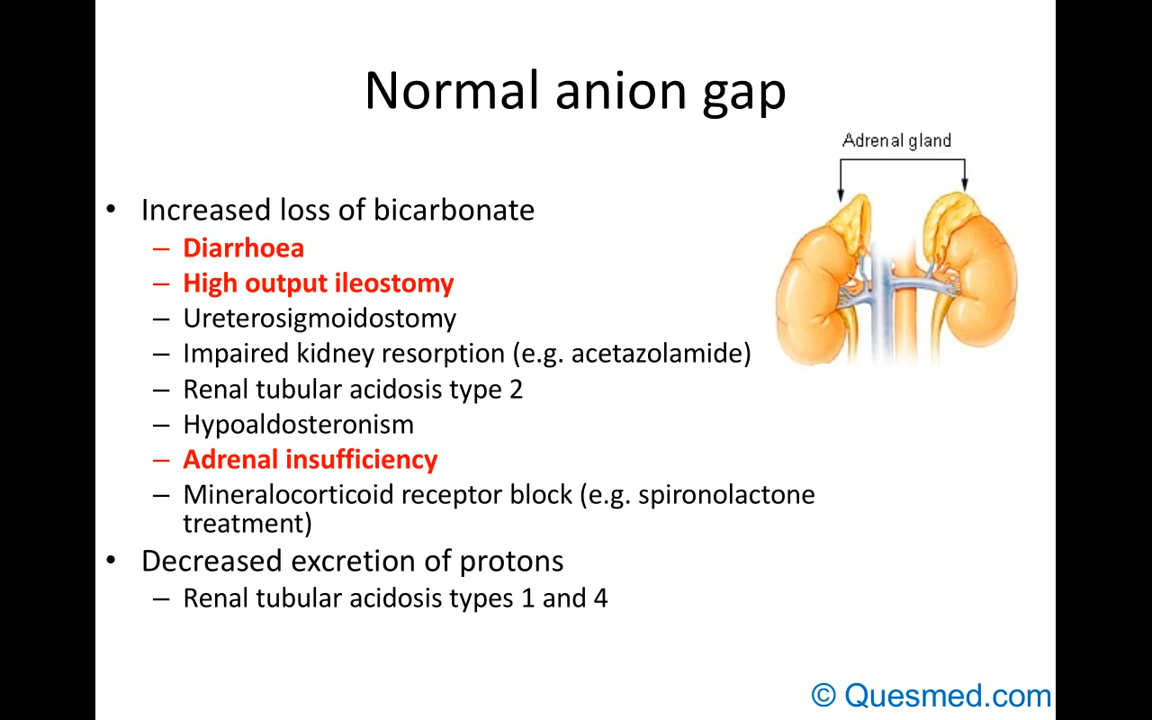 Normal anion gap
Adrenal gland
• Increased loss of bicarbonate
– Diarrhoea
– High output ileostomy
– Ureterosigmoidostomy
– Impaired kidney resorption (e.g. acetazolamide)
– Renal tubular acidosis type 2
– Hypoaldosteronism
– Adrenal insufficiency
– Mineralocorticoid receptor block (e.g. spironolactone
treatment)
• Decreased excretion of protons
– Renal tubular acidosis types 1 and 4
© Quesmed.com